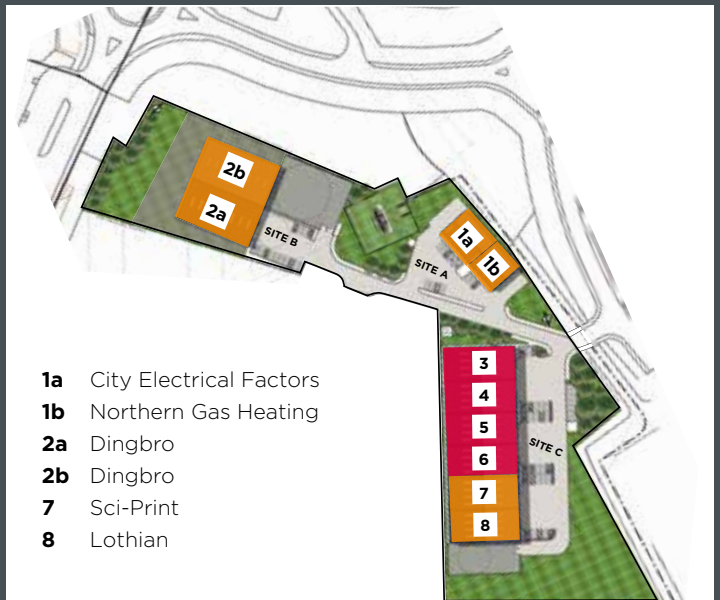 2b
2a
SITE B
1a
1b
SITE A
3
4
5
6
7
8
SITE C
1a City Electrical Factors
1b Northern Gas Heating
2a Dingbro
2b Dingbro
7 Sci-Print
8 Lothian